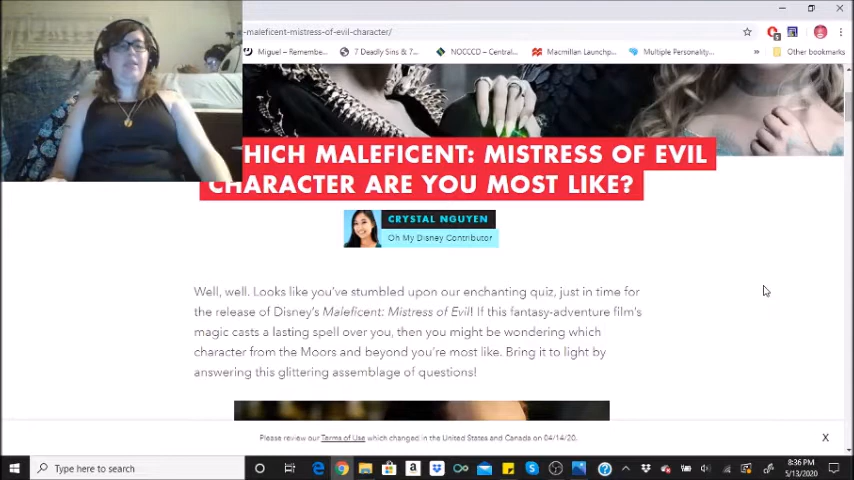 -maleficent-mistress-of-evil-character/
Miguel – Remembe...
7 Deadly Sins & 7...
NOCCCD – Central...
Macmillan Launchp...
Multiple Personality...
»
Other bookmarks
HICH MALEFICENT: MISTRESS OF EVIL
CHARACTER ARE YOU MOST LIKE?
CRYSTAL NGUYEN
Oh My Disney Contributor
Well, well. Looks like you've stumbled upon our enchanting quiz, just in time for
the release of Disney's Maleficent: Mistress of Evil! If this fantasy-adventure film's
magic casts a lasting spell over you, then you might be wondering which
character from the Moors and beyond you're most like. Bring it to light by
answering this glittering assemblage of questions!
Please review our Terms of Use which changed in the United States and Canada on 04/14/20.
X
Type here to search
8:36 PM
5/13/2020